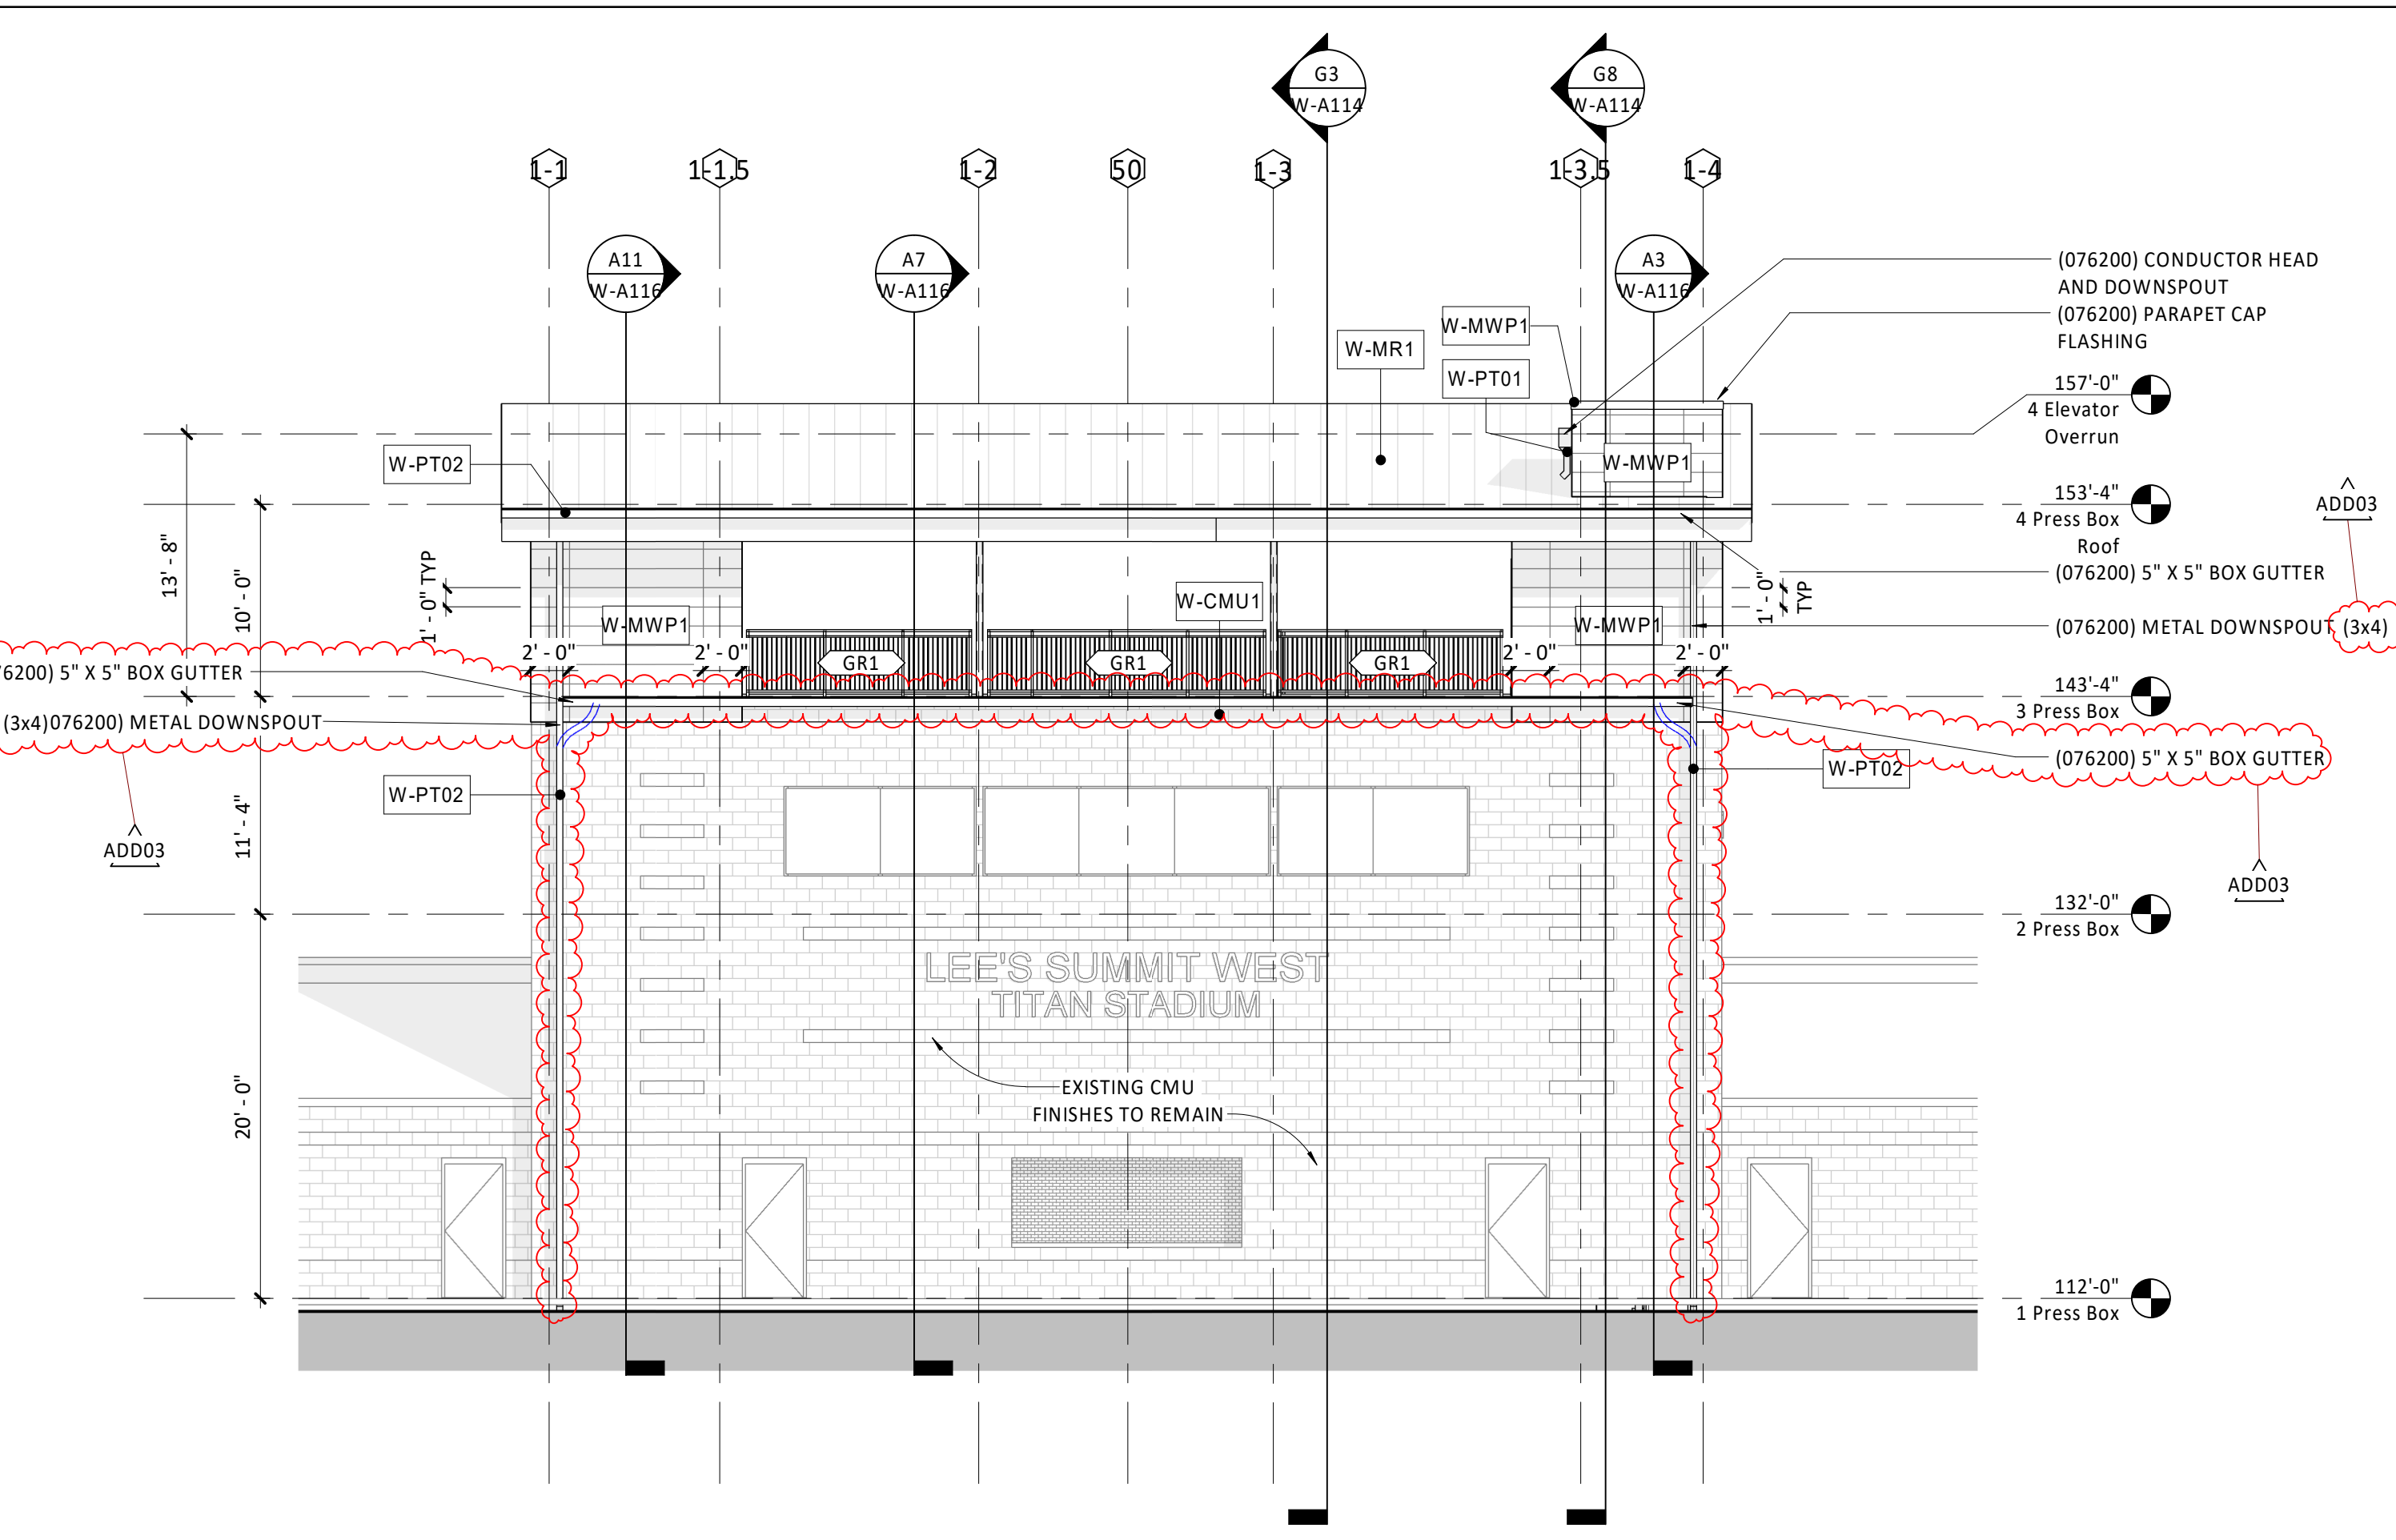 G3
W-A114
G8
W-A114
1-1
1-1.5
1-2
50
1-3
1-3.5
1-4
A11
W-A116
A7
W-A116
A3
W-A116
(076200) CONDUCTOR HEAD
AND DOWNSPOUT
(076200) PARAPET CAP
FLASHING
W-MWP1
W-MR1
W-PT01
157'-0"
4 Elevator
Overrun
W-PT02
W-MWP1
153'-4"
4 Press Box
Roof
ADD03
13' - 8"
10' - 0"
1' - 0" TYP
1' - 0"
TYP
(076200) 5" X 5" BOX GUTTER
W-CMU1
W-MWP1
W-MWP1
(076200) METAL DOWNSPOUT (3x4)
2' - 0"
2' - 0"
2' - 0"
2' - 0"
GR1
GR1
GR1
76200) 5" X 5" BOX GUTTER
143'-4"
3 Press Box
(3x4)076200) METAL DOWNSPOUT
(076200) 5" X 5" BOX GUTTER
W-PT02
W-PT02
ADD03
11' - 4"
ADD03
132'-0"
2 Press Box
LEE'S SUMMIT WEST
TITAN STADIUM
EXISTING CMU
FINISHES TO REMAIN
20' - 0"
112'-0"
1 Press Box